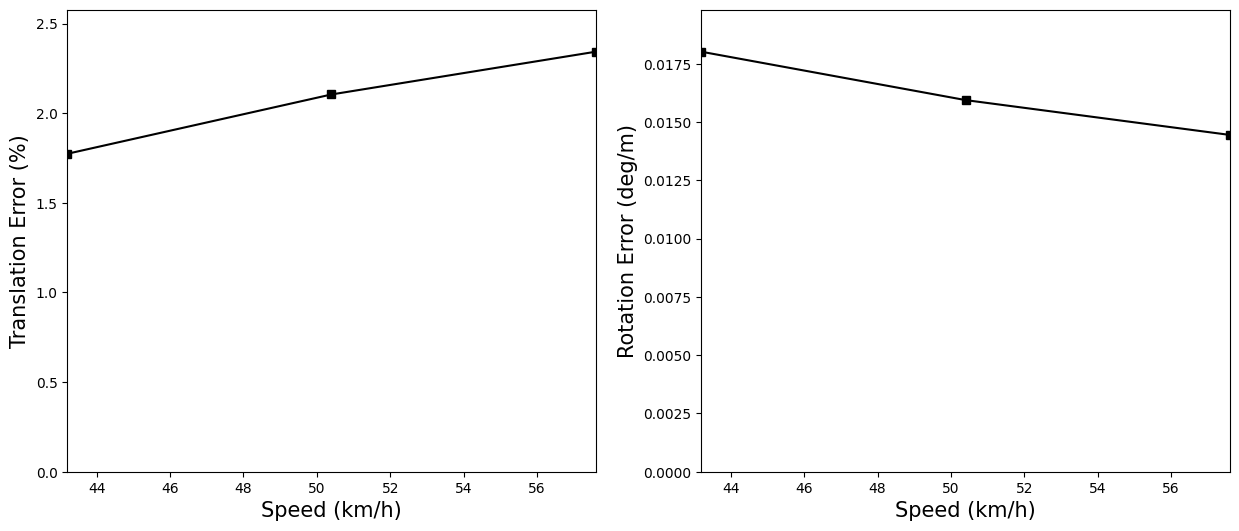 2.5
2.0
1.5
1.0
0.5
0.0
Translation Error (%)
44 46 48 50 52 54 56
Speed (km/h)
0.0175
0.0150
0.0125
0.0100
0.0075
0.0050
0.0025
0.0000
Rotation Error (deg/m)
44 46 48 50 52 54 56
Speed (km/h)